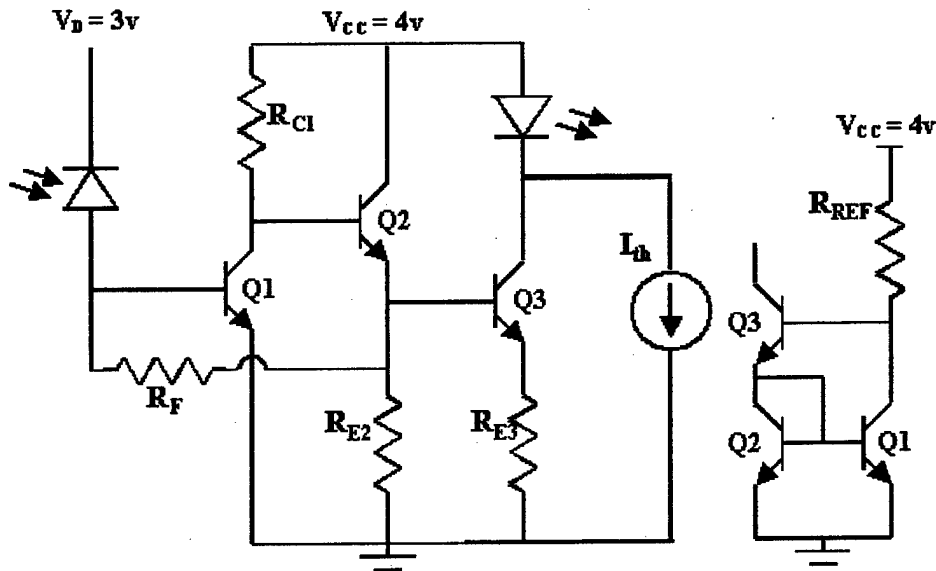 V_D = 3v
V_CC = 4v
R_C1
V_CC = 4v
R_REF
Q2
I_th
Q1
Q3
Q3
R_F
R_E2
R_E3
Q2
Q1